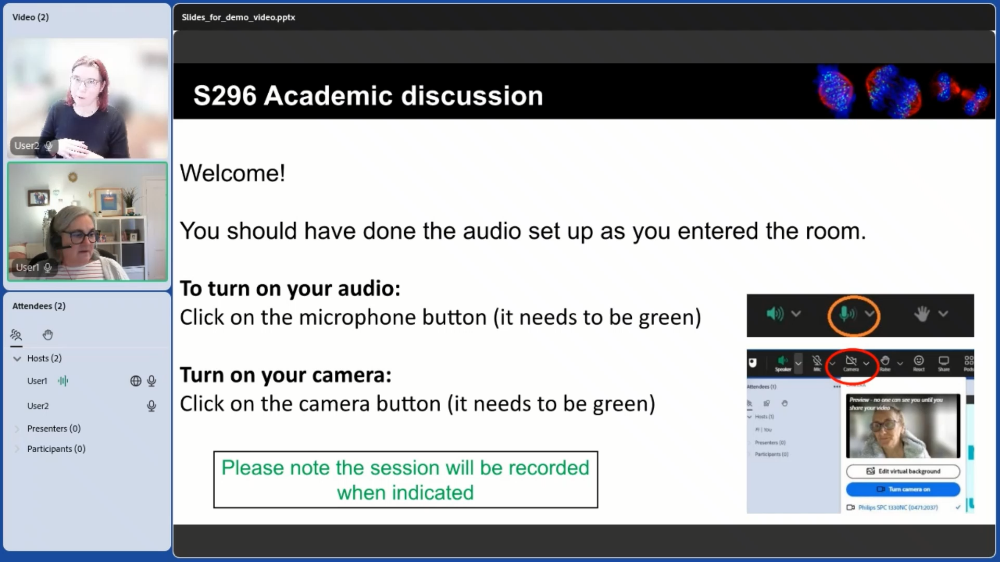 Video (2)
User2
User1
Attendees (2)
Hosts (2)
User1
User2
Presenters (0)
Participants (0)
Slides_for_demo_video.pptx
S296 Academic discussion
Welcome!
You should have done the audio set up as you entered the room.
To turn on your audio:
Click on the microphone button (it needs to be green)
Turn on your camera:
Click on the camera button (it needs to be green)
Please note the session will be recorded
when indicated
Speaker Mic Camera Raise React Share Pods
Attendees (1)
Hosts (1)
You
Presenters (0)
Participants (0)
Preview - no one can see you until you
share your video
Edit virtual background
Turn camera on
Philips SPC 1330NC (0471:2037)